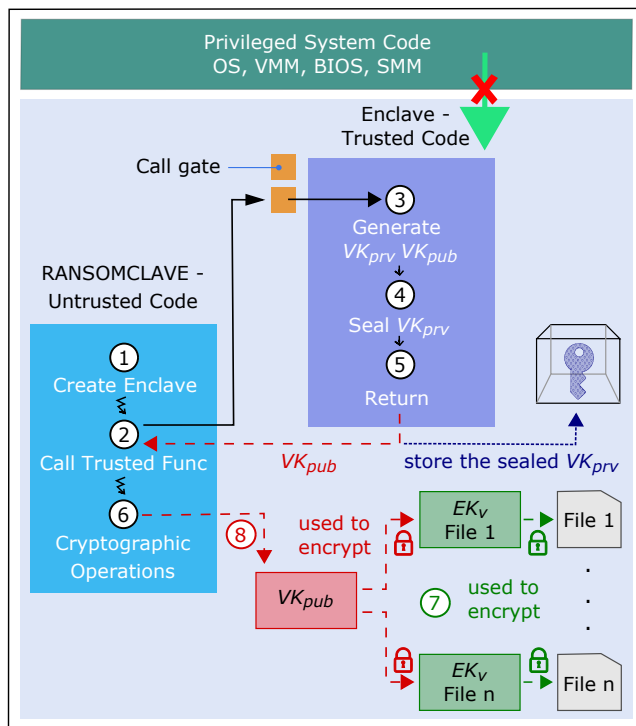 Privileged System Code
OS, VMM, BIOS, SMM
Enclave -
Trusted Code
Call gate
3
Generate
VKprv VKpub
4
Seal VKprv
5
Return
RANSOMCLAVE -
Untrusted Code
1
Create Enclave
2
Call Trusted Func
6
Cryptographic
Operations
VKpub
store the sealed VKprv
8
used to
encrypt
VKpub
EKv
File 1
File 1
7
used to
encrypt
EKv
File n
File n